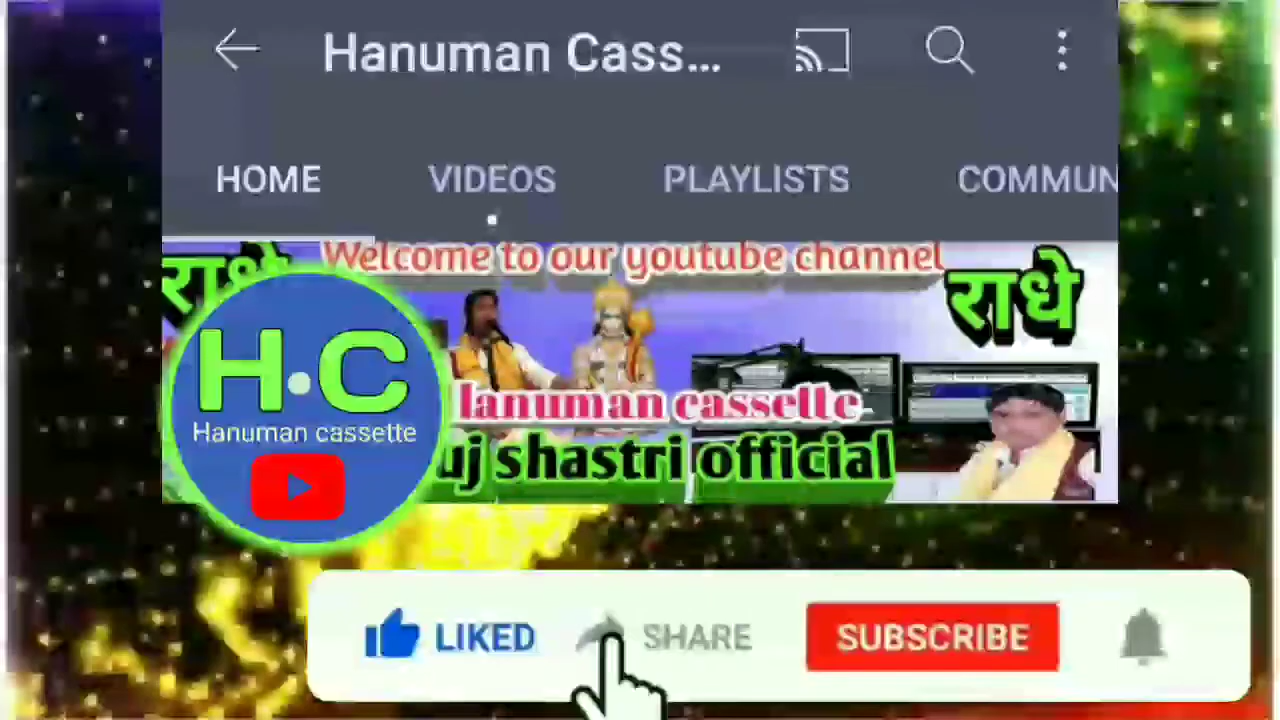 Hanuman Cass...
HOME VIDEOS PLAYLISTS COMMUN
Welcome to our youtube channel
राधे राधे
H.C
Hanuman cassette
lanuman cassette
uj shastri official
LIKED SHARE SUBSCRIBE